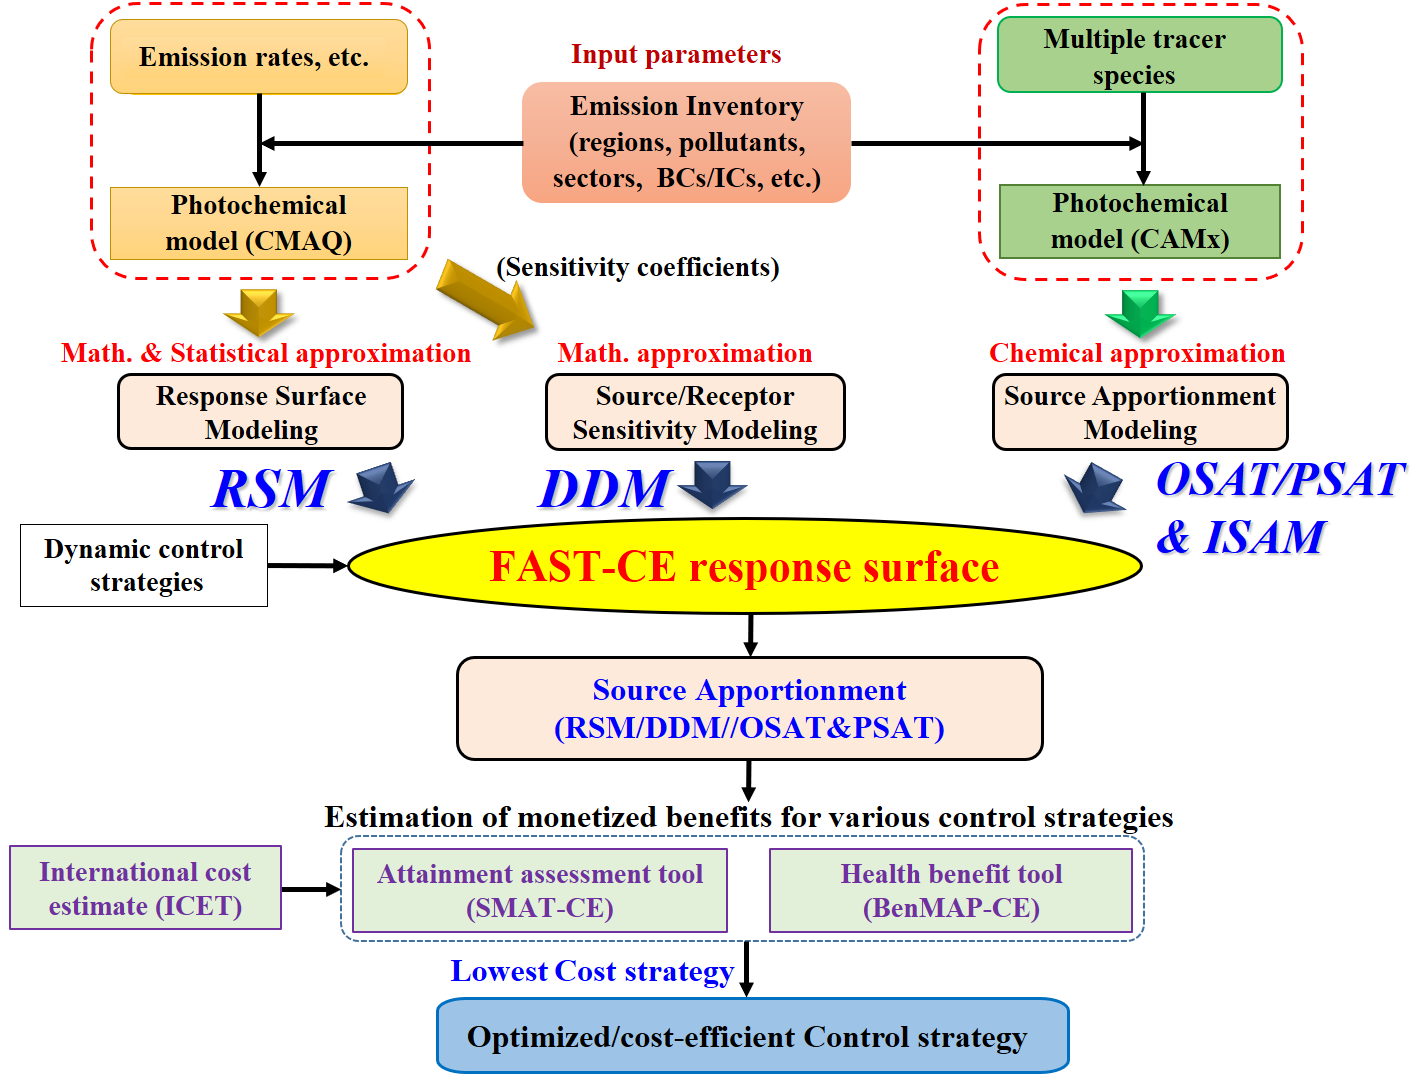 Emission rates, etc.
Input parameters
Emission Inventory
(regions, pollutants,
sectors, BCs/ICs, etc.)
Multiple tracer
species
Photochemical
model (CMAQ)
Photochemical
model (CAMx)
(Sensitivity coefficients)
Math. & Statistical approximation
Math. approximation
Chemical approximation
Response Surface
Modeling
Source/Receptor
Sensitivity Modeling
Source Apportionment
Modeling
RSM
DDM
OSAT/PSAT
& ISAM
Dynamic control
strategies
FAST-CE response surface
Source Apportionment
(RSM/DDM//OSAT&PSAT)
Estimation of monetized benefits for various control strategies
International cost
estimate (ICET)
Attainment assessment tool
(SMAT-CE)
Health benefit tool
(BenMAP-CE)
Lowest Cost strategy
Optimized/cost-efficient Control strategy